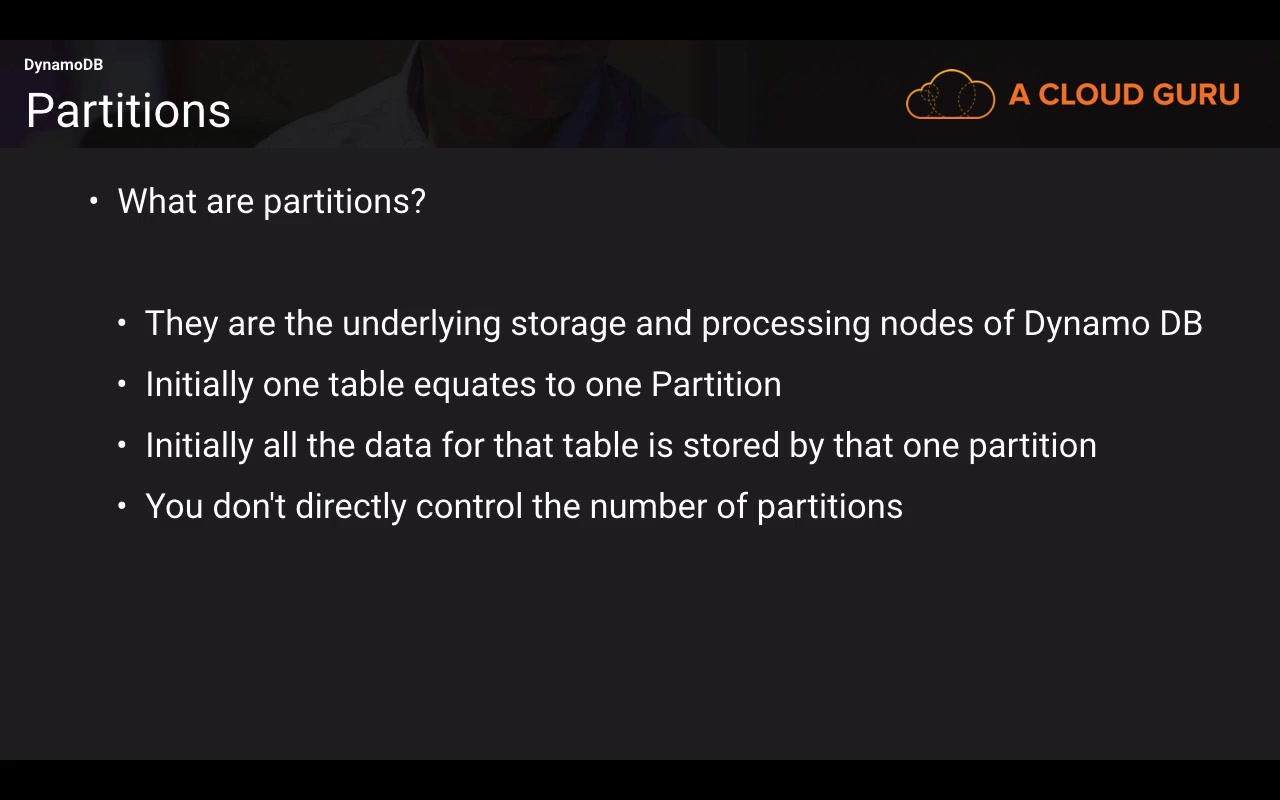 DynamoDB
Partitions
A CLOUD GURU
• What are partitions?
• They are the underlying storage and processing nodes of Dynamo DB
• Initially one table equates to one Partition
• Initially all the data for that table is stored by that one partition
• You don't directly control the number of partitions